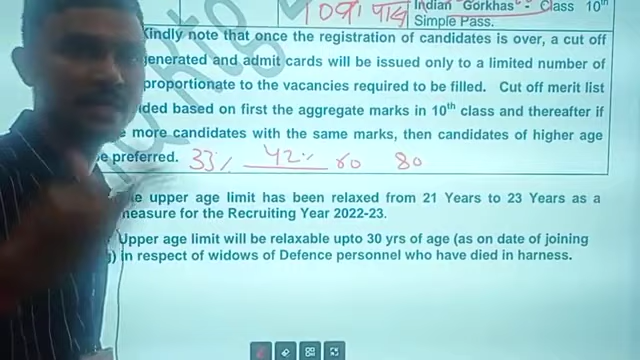 10वी पास
Indian Gorkhas Class 10th
Simple Pass.
Kindly note that once the registration of candidates is over, a cut off
generated and admit cards will be issued only to a limited number of
proportionate to the vacancies required to be filled. Cut off merit list
ded based on first the aggregate marks in 10th class and thereafter if
more candidates with the same marks, then candidates of higher age
e preferred. 33% 42% 60 80
upper age limit has been relaxed from 21 Years to 23 Years as a
measure for the Recruiting Year 2022-23.
Upper age limit will be relaxable upto 30 yrs of age (as on date of joining
) in respect of widows of Defence personnel who have died in harness.